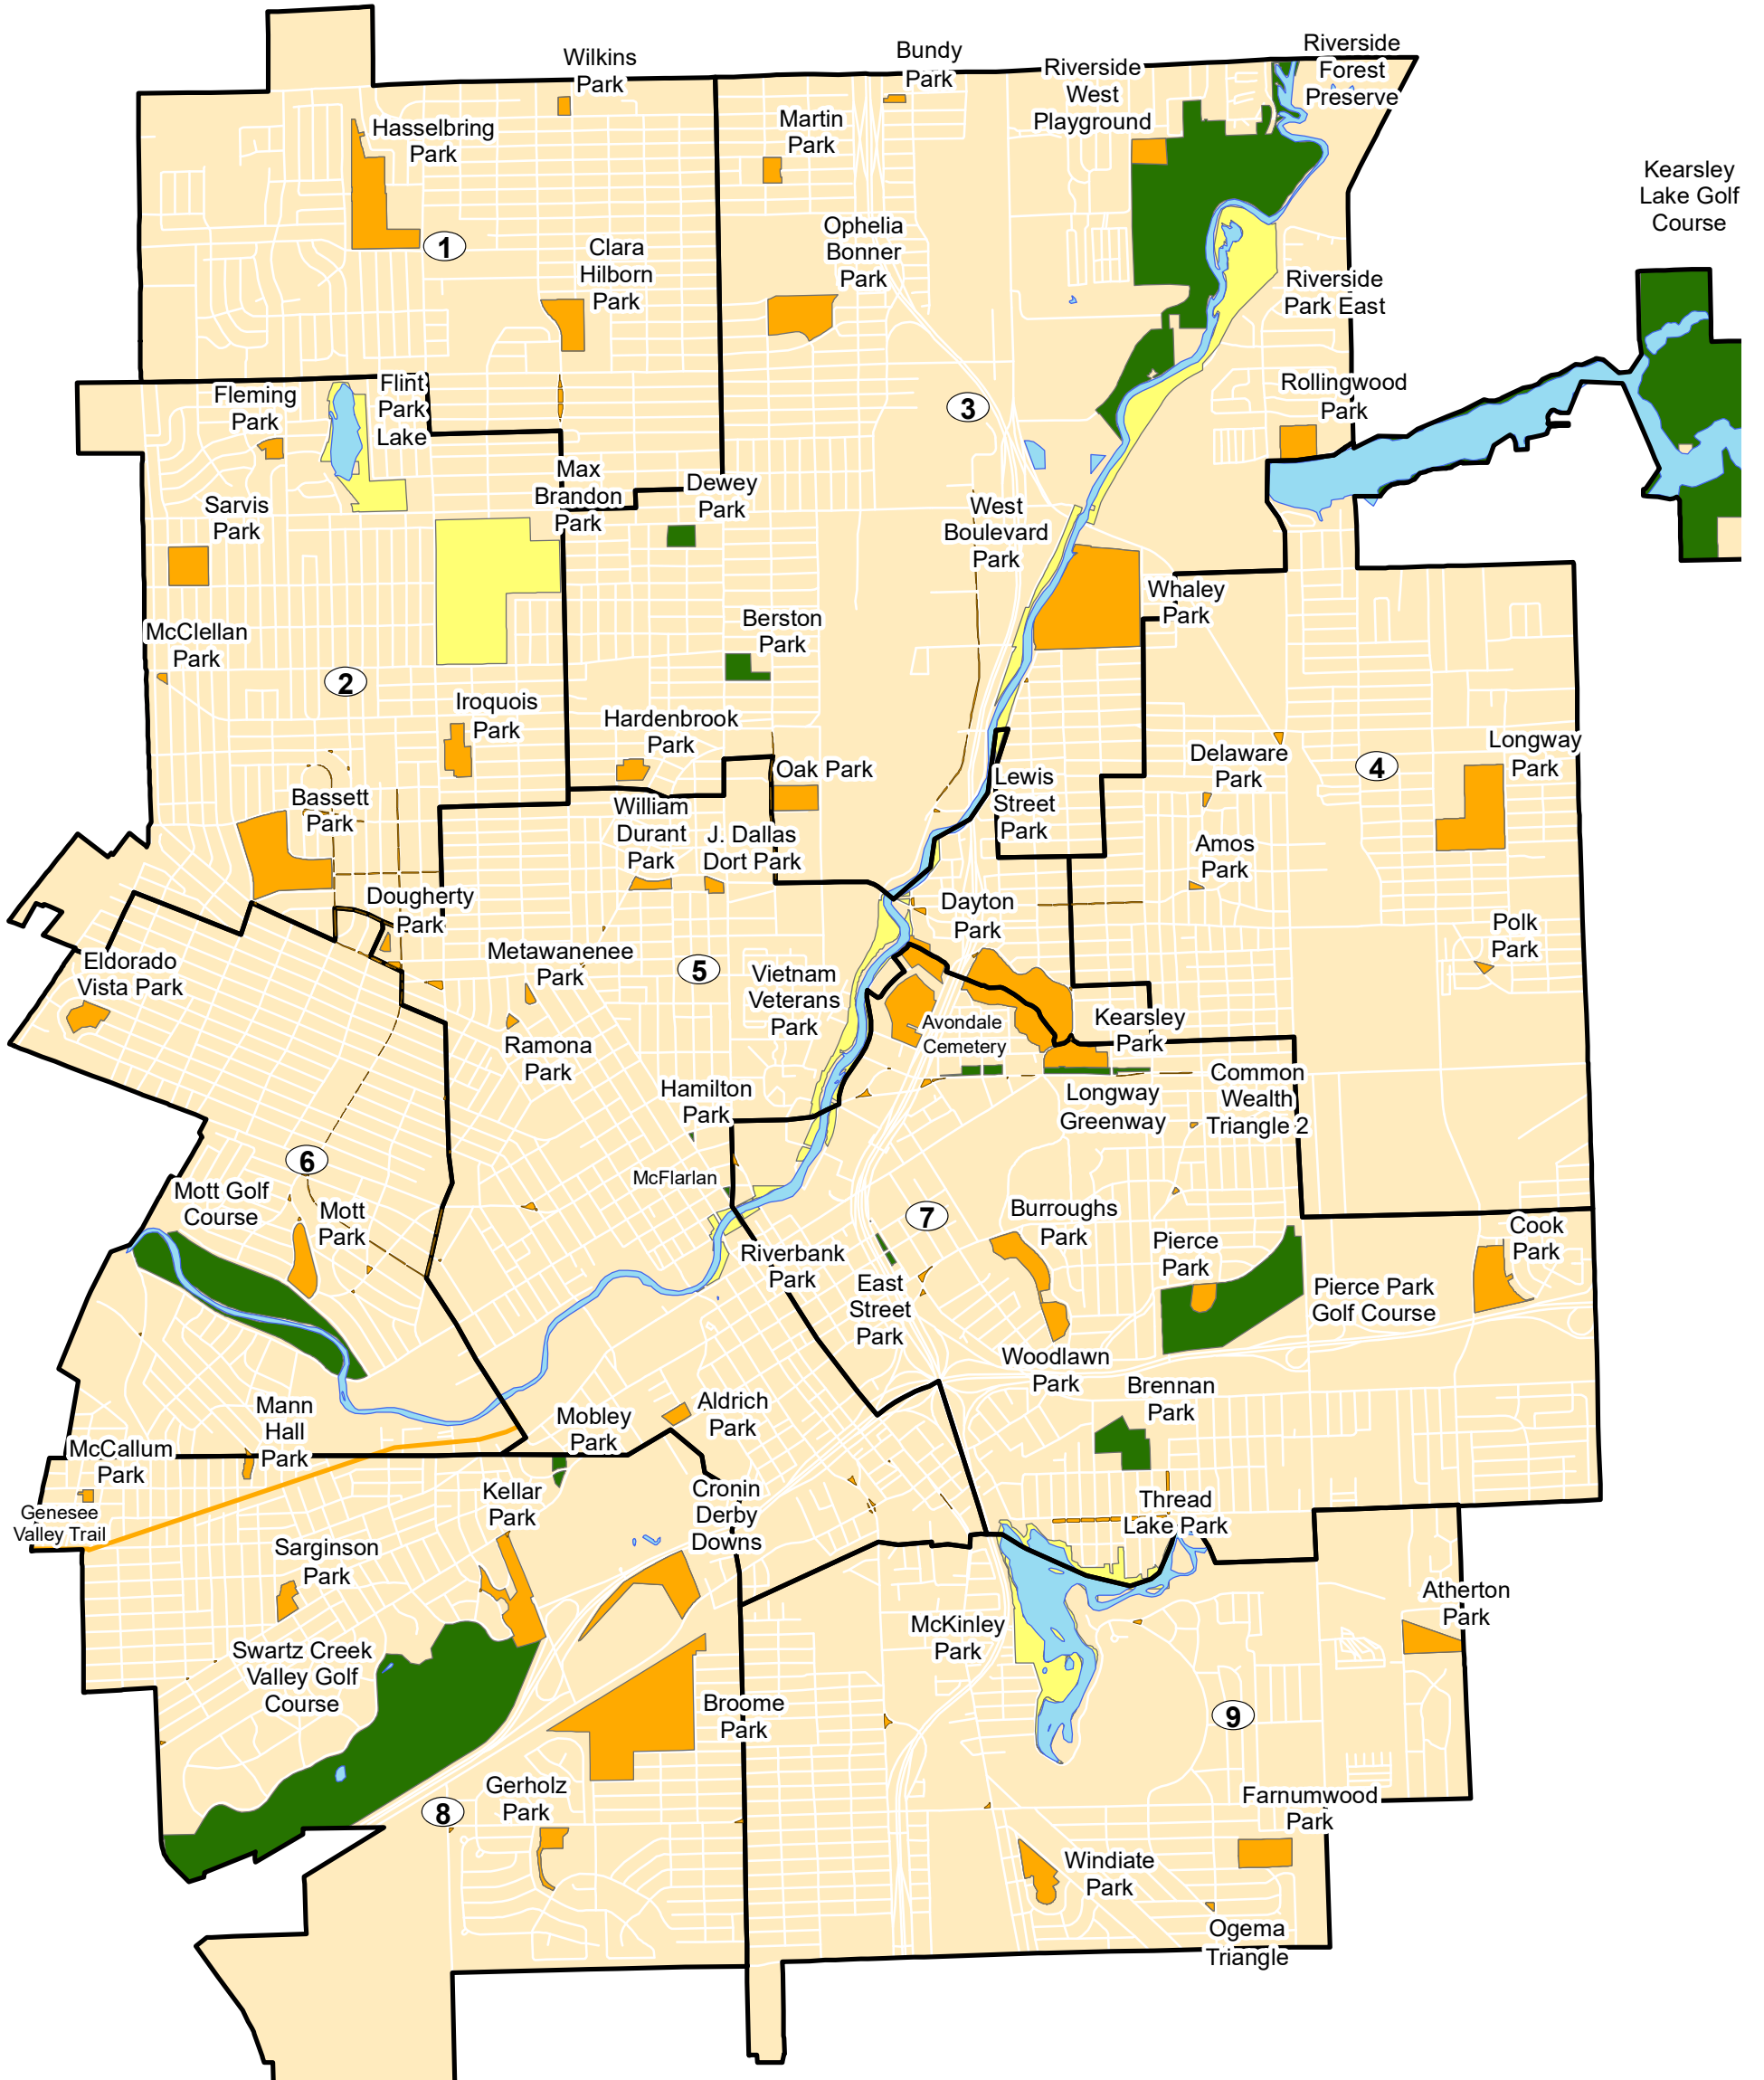 Riverside
Forest
Preserve
Wilkins
Park
Bundy
Park
Riverside
West
Playground
Hasselbring
Park
Martin
Park
Kearsley
Lake Golf
Course
1
Clara
Hilborn
Park
Ophelia
Bonner
Park
Riverside
Park East
Fleming
Park
Flint
Park
Lake
3
Rollingwood
Park
Sarvis
Park
Max
Brandon
Park
Dewey
Park
West
Boulevard
Park
Whaley
Park
McClellan
Park
Berston
Park
2
Iroquois
Park
Hardenbrook
Park
Oak Park
Delaware
Park
4
Longway
Park
Bassett
Park
William
Durant
Park
J. Dallas
Dort Park
Lewis
Street
Park
Amos
Park
Dougherty
Park
Dayton
Park
Polk
Park
Eldorado
Vista Park
Metawanenee
Park
5
Vietnam
Veterans
Park
Avondale
Cemetery
Kearsley
Park
Ramona
Park
Hamilton
Park
Longway
Greenway
Common
Wealth
Triangle 2
6
McFlarlan
Mott Golf
Course
Mott
Park
7
Burroughs
Park
Pierce
Park
Cook
Park
Riverbank
Park
East
Street
Park
Pierce Park
Golf Course
Woodlawn
Park
Mann
Hall
Park
Mobley
Park
Aldrich
Park
Brennan
Park
McCallum
Park
Genesee
Valley Trail
Kellar
Park
Cronin
Derby
Downs
Thread
Lake Park
Sarginson
Park
Atherton
Park
Swartz Creek
Valley Golf
Course
McKinley
Park
Broome
Park
9
Gerholz
Park
8
Farnumwood
Park
Windiate
Park
Ogema
Triangle